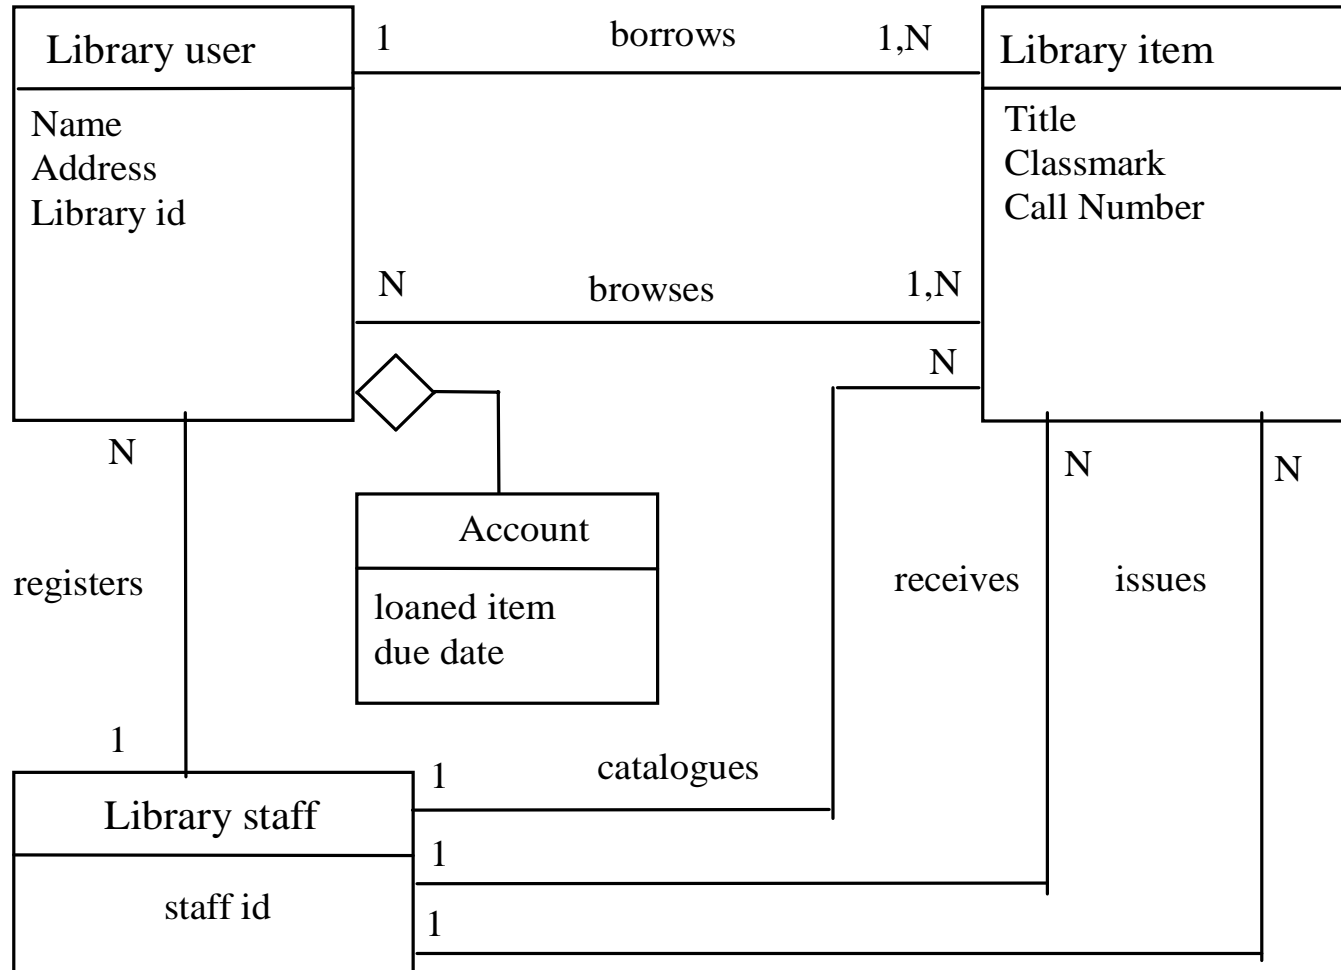 Library user
1
borrows
1,N
Library item
Name
Address
Library id
Title
Classmark
Call Number
N
browses
1,N
N
N
N
N
Account
registers
receives
issues
loaned item
due date
1
1
catalogues
Library staff
1
staff id
1